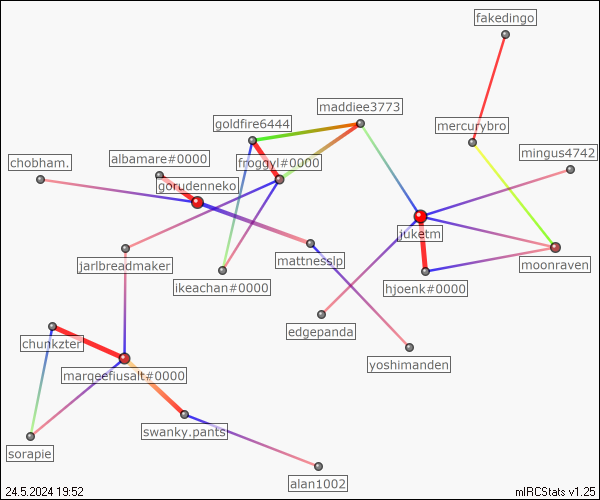 fakedingo
maddiee3773
goldfire6444
mercurybro
albamare#0000
froggyl#0000
mingus4742
chobham.
gorudenneko
juketm
jarlbreadmaker
mattnesslp
moonraven
ikeachan#0000
hjoenk#0000
edgepanda
chunkzter
yoshimanden
marqeefiusalt#0000
swanky.pants
sorapie
alan1002
24.5.2024 19:52
mIRCStats v1.25